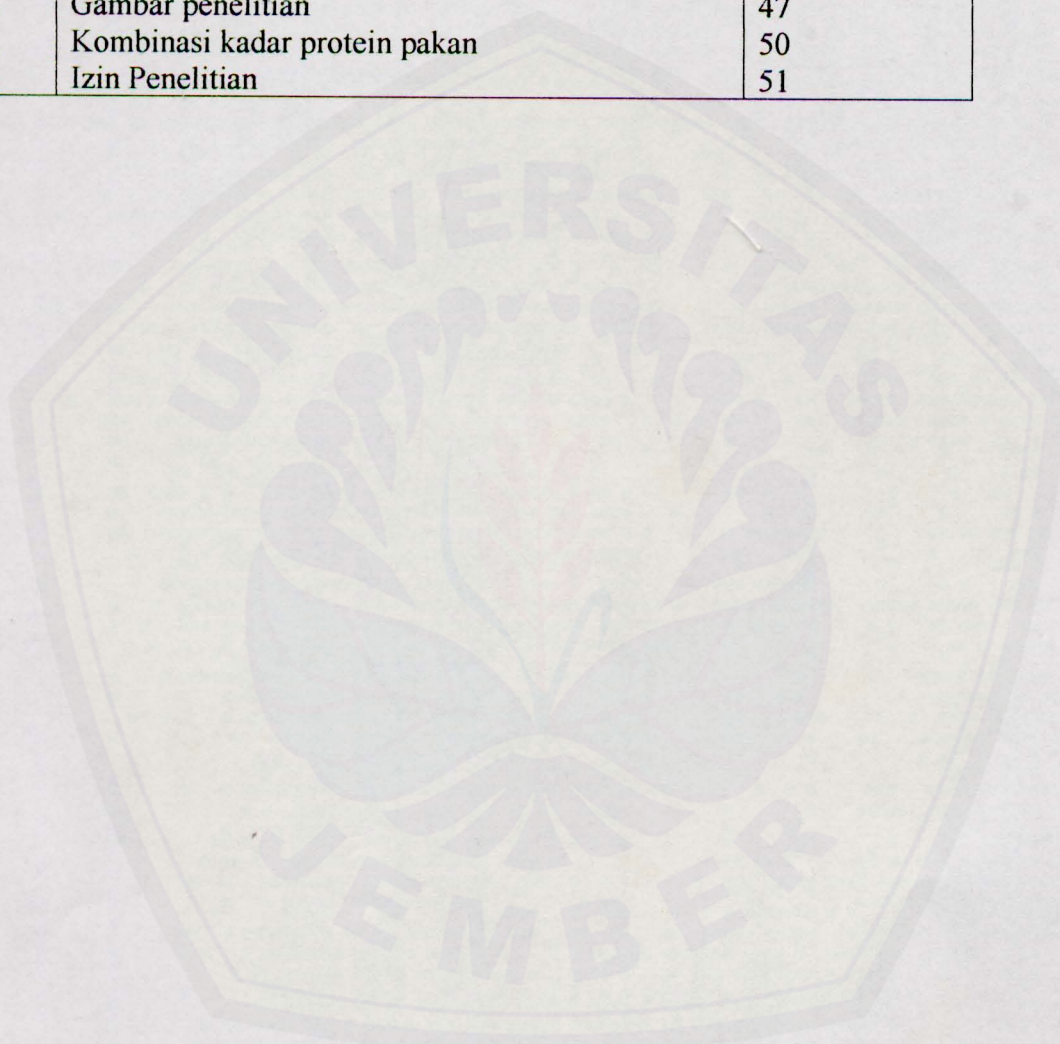 Gambar penelitian 47
Kombinasi kadar protein pakan 50
Izin Penelitian 51
UNIVERSITAS
JEMBER